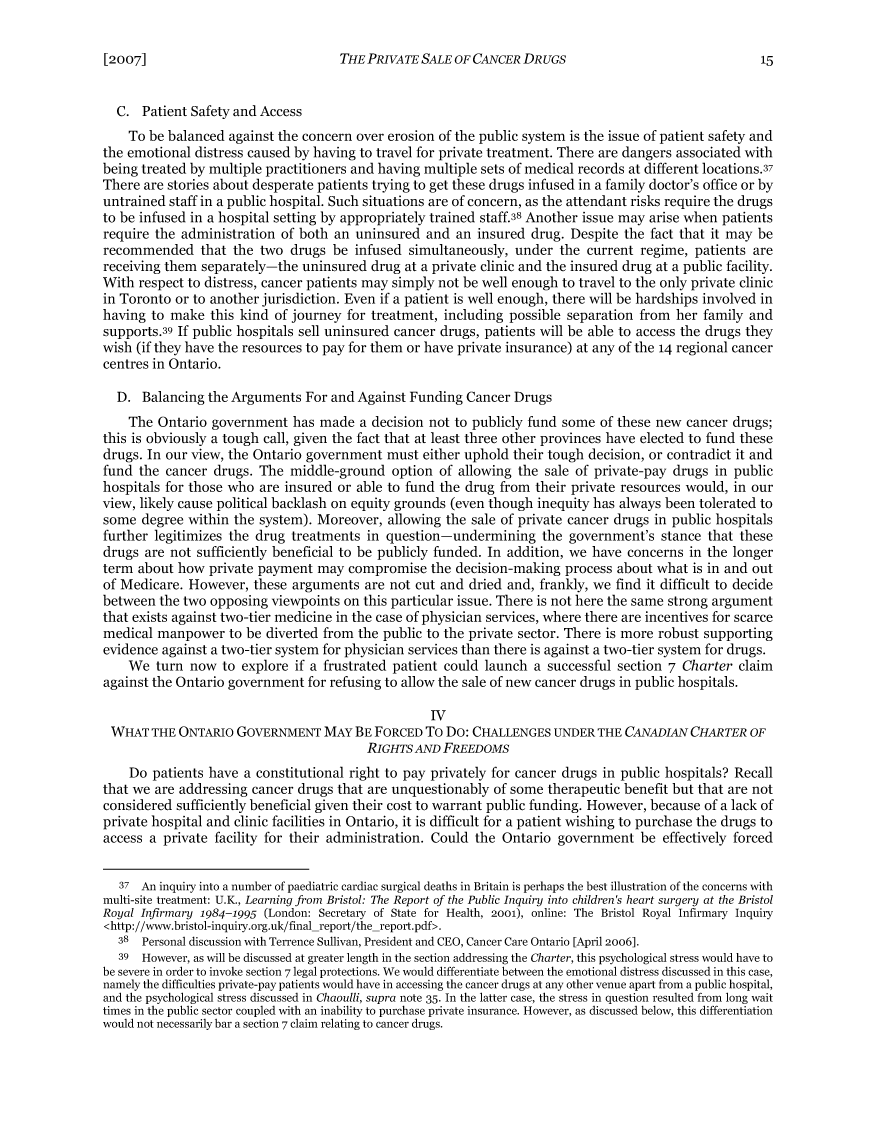 [2007] THE PRIVATE SALE OF CANCER DRUGS 15
C. Patient Safety and Access
To be balanced against the concern over erosion of the public system is the issue of patient safety and
the emotional distress caused by having to travel for private treatment. There are dangers associated with
being treated by multiple practitioners and having multiple sets of medical records at different locations.37
There are stories about desperate patients trying to get these drugs infused in a family doctor's office or by
untrained staff in a public hospital. Such situations are of concern, as the attendant risks require the drugs
to be infused in a hospital setting by appropriately trained staff.38 Another issue may arise when patients
require the administration of both an uninsured and an insured drug. Despite the fact that it may be
recommended that the two drugs be infused simultaneously, under the current regime, patients are
receiving them separately—the uninsured drug at a private clinic and the insured drug at a public facility.
With respect to distress, cancer patients may simply not be well enough to travel to the only private clinic
in Toronto or to another jurisdiction. Even if a patient is well enough, there will be hardships involved in
having to make this kind of journey for treatment, including possible separation from her family and
supports.39 If public hospitals sell uninsured cancer drugs, patients will be able to access the drugs they
wish (if they have the resources to pay for them or have private insurance) at any of the 14 regional cancer
centres in Ontario.
D. Balancing the Arguments For and Against Funding Cancer Drugs
The Ontario government has made a decision not to publicly fund some of these new cancer drugs;
this is obviously a tough call, given the fact that at least three other provinces have elected to fund these
drugs. In our view, the Ontario government must either uphold their tough decision, or contradict it and
fund the cancer drugs. The middle-ground option of allowing the sale of private-pay drugs in public
hospitals for those who are insured or able to fund the drug from their private resources would, in our
view, likely cause political backlash on equity grounds (even though inequity has always been tolerated to
some degree within the system). Moreover, allowing the sale of private cancer drugs in public hospitals
further legitimizes the drug treatments in question—undermining the government's stance that these
drugs are not sufficiently beneficial to be publicly funded. In addition, we have concerns in the longer
term about how private payment may compromise the decision-making process about what is in and out
of Medicare. However, these arguments are not cut and dried and, frankly, we find it difficult to decide
between the two opposing viewpoints on this particular issue. There is not here the same strong argument
that exists against two-tier medicine in the case of physician services, where there are incentives for scarce
medical manpower to be diverted from the public to the private sector. There is more robust supporting
evidence against a two-tier system for physician services than there is against a two-tier system for drugs.
We turn now to explore if a frustrated patient could launch a successful section 7 Charter claim
against the Ontario government for refusing to allow the sale of new cancer drugs in public hospitals.
IV
WHAT THE ONTARIO GOVERNMENT MAY BE FORCED TO DO: CHALLENGES UNDER THE CANADIAN CHARTER OF
RIGHTS AND FREEDOMS
Do patients have a constitutional right to pay privately for cancer drugs in public hospitals? Recall
that we are addressing cancer drugs that are unquestionably of some therapeutic benefit but that are not
considered sufficiently beneficial given their cost to warrant public funding. However, because of a lack of
private hospital and clinic facilities in Ontario, it is difficult for a patient wishing to purchase the drugs to
access a private facility for their administration. Could the Ontario government be effectively forced
37 An inquiry into a number of paediatric cardiac surgical deaths in Britain is perhaps the best illustration of the concerns with
multi-site treatment: U.K., Learning from Bristol: The Report of the Public Inquiry into children's heart surgery at the Bristol
Royal Infirmary 1984–1995 (London: Secretary of State for Health, 2001), online: The Bristol Royal Infirmary Inquiry
<http://www.bristol-inquiry.org.uk/final_report/the_report.pdf>.
38 Personal discussion with Terrence Sullivan, President and CEO, Cancer Care Ontario [April 2006].
39 However, as will be discussed at greater length in the section addressing the Charter, this psychological stress would have to
be severe in order to invoke section 7 legal protections. We would differentiate between the emotional distress discussed in this case,
namely the difficulties private-pay patients would have in accessing the cancer drugs at any other venue apart from a public hospital,
and the psychological stress discussed in Chaoulli, supra note 35. In the latter case, the stress in question resulted from long wait
times in the public sector coupled with an inability to purchase private insurance. However, as discussed below, this differentiation
would not necessarily bar a section 7 claim relating to cancer drugs.